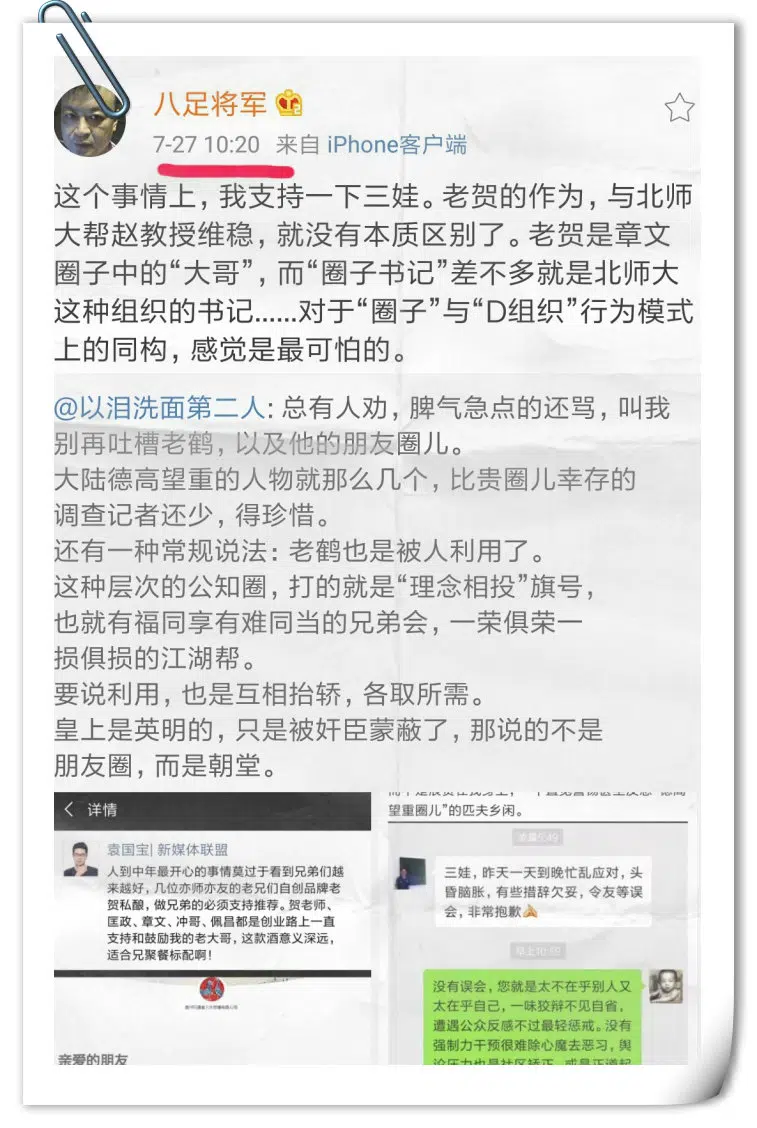 八足将军
7-27 10:20 来自 iPhone客户端
这个事情上，我支持一下三娃。老贺的作为，与北师
大帮赵教授维稳，就没有本质区别了。老贺是章文
圈子中的“大哥”，而“圈子书记”差不多就是北师大
这种组织的书记......对于“圈子”与“D组织”行为模式
上的同构，感觉是最可怕的。
@以泪洗面第二人: 总有人劝，脾气急点的还骂，叫我
别再吐槽老鹤，以及他的朋友圈儿。
大陆德高望重的人物就那么几个，比贵圈儿幸存的
调查记者还少，得珍惜。
还有一种常规说法：老鹤也是被人利用了。
这种层次的公知圈，打的就是“理念相投”旗号，
也就有福同享有难同当的兄弟会，一荣俱荣一
损俱损的江湖帮。
要说利用，也是互相抬轿，各取所需。
皇上是英明的，只是被奸臣蒙蔽了，那说的不是
朋友圈，而是朝堂。
详情
袁国宝| 新媒体联盟
人到中年最开心的事情莫过于看到兄弟们越
来越好，几位亦师亦友的老兄们自创品牌老
贺私酿，做兄弟的必须支持推荐。贺老师、
匡政、章文、冲哥、佩昌都是创业路上一直
支持和鼓励我的老大哥，这款酒意义深远，
适合兄聚餐标配啊！
亲爱的朋友
望重圈儿”的匹夫乡闲。
三娃，昨天一天到晚忙乱应对，头
昏脑胀，有些措辞欠妥，令友等误
会，非常抱歉
没有误会，您就是太不在乎别人又
太在乎自己，一味狡辩不见自省，
遭遇公众反感不过最轻惩戒。没有
强制力干预很难除心魔去恶习，舆